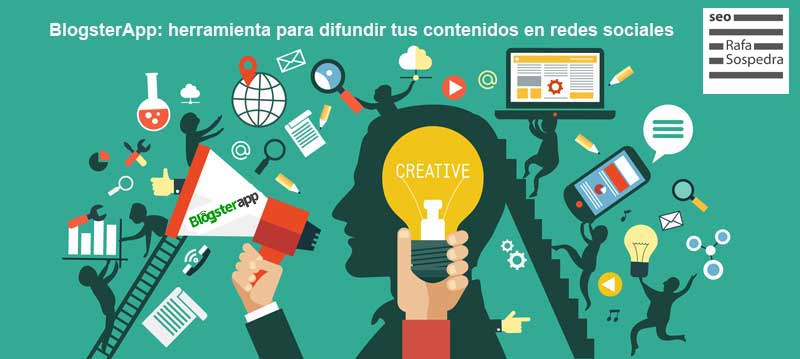 BlogsterApp: herramienta para difundir tus contenidos en redes sociales
seo
Rafa
Sospedra
CREATIVE
Blogsterapp